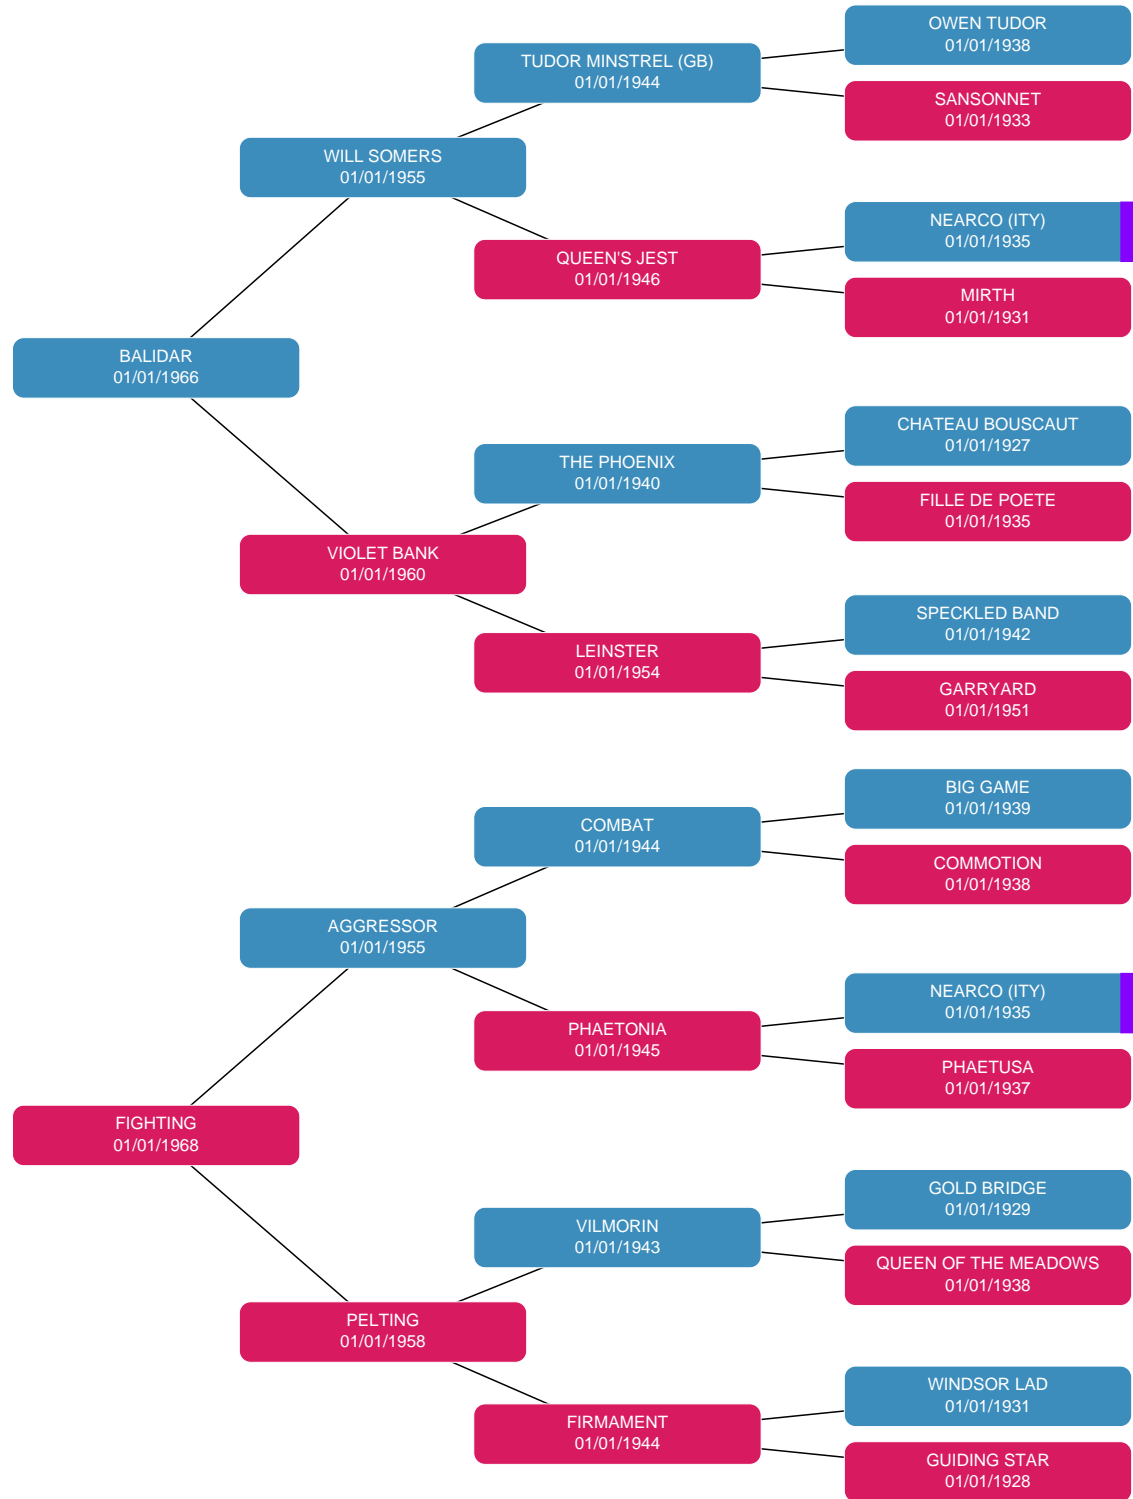 OWEN TUDOR
01/01/1938
TUDOR MINSTREL (GB)
01/01/1944
SANSONNET
01/01/1933
WILL SOMERS
01/01/1955
NEARCO (ITY)
01/01/1935
QUEEN'S JEST
01/01/1946
MIRTH
01/01/1931
BALIDAR
01/01/1966
CHATEAU BOUSCAUT
01/01/1927
THE PHOENIX
01/01/1940
FILLE DE POETE
01/01/1935
VIOLET BANK
01/01/1960
SPECKLED BAND
01/01/1942
LEINSTER
01/01/1954
GARRYARD
01/01/1951
BIG GAME
01/01/1939
COMBAT
01/01/1944
COMMOTION
01/01/1938
AGGRESSOR
01/01/1955
NEARCO (ITY)
01/01/1935
PHAETONIA
01/01/1945
PHAETUSA
01/01/1937
FIGHTING
01/01/1968
GOLD BRIDGE
01/01/1929
VILMORIN
01/01/1943
QUEEN OF THE MEADOWS
01/01/1938
PELTING
01/01/1958
WINDSOR LAD
01/01/1931
FIRMAMENT
01/01/1944
GUIDING STAR
01/01/1928